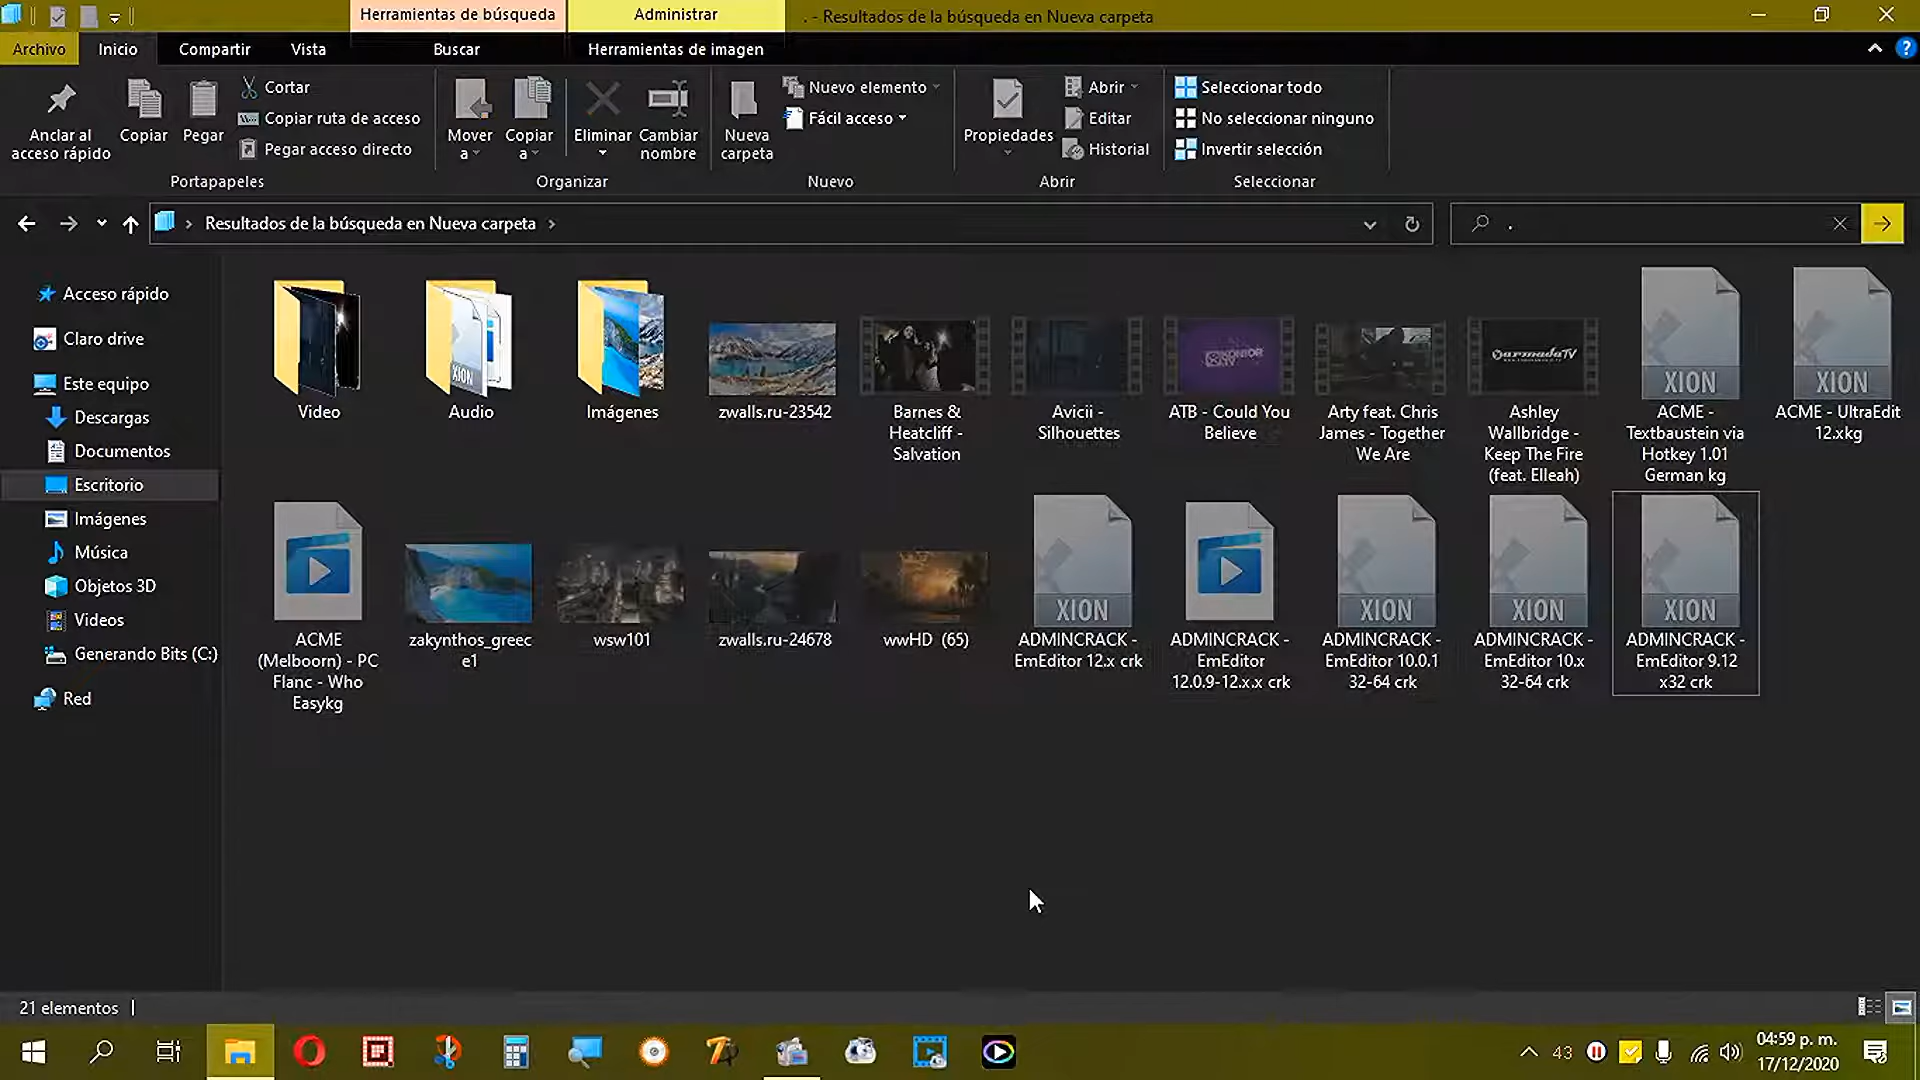 Herramientas de búsqueda
Administrar
. - Resultados de la búsqueda en Nueva carpeta
Archivo
Inicio
Compartir
Vista
Buscar
Herramientas de imagen
Anclar al
acceso rápido
Copiar
Pegar
Cortar
Copiar ruta de acceso
Pegar acceso directo
Portapapeles
Mover
a
Copiar
a
Eliminar
Cambiar
nombre
Organizar
Nueva
carpeta
Nuevo elemento
Fácil acceso
Nuevo
Propiedades
Abrir
Editar
Historial
Abrir
Seleccionar todo
No seleccionar ninguno
Invertir selección
Seleccionar
Resultados de la búsqueda en Nueva carpeta
.
Acceso rápido
Claro drive
Este equipo
Descargas
Documentos
Escritorio
Imágenes
Música
Objetos 3D
Videos
Generando Bits (C:)
Red
Video
XION
Audio
Imágenes
zwalls.ru-23542
Barnes &
Heatcliff -
Salvation
Avicii -
Silhouettes
KONTOR
TV
ATB - Could You
Believe
Arty feat. Chris
James - Together
We Are
armadaTV
Ashley
Wallbridge -
Keep The Fire
(feat. Elleah)
XION
ACME -
Textbaustein via
Hotkey 1.01
German kg
XION
ACME - UltraEdit
12.xkg
ACME
(Melboorn) - PC
Flanc - Who
Easykg
zakynthos_greec
e1
wsw101
zwalls.ru-24678
wwHD (65)
XION
ADMINCRACK -
EmEditor 12.x crk
ADMINCRACK -
EmEditor
12.0.9-12.x.x crk
XION
ADMINCRACK -
EmEditor 10.0.1
32-64 crk
XION
ADMINCRACK -
EmEditor 10.x
32-64 crk
XION
ADMINCRACK -
EmEditor 9.12
x32 crk
21 elementos
43
04:59 p. m.
17/12/2020